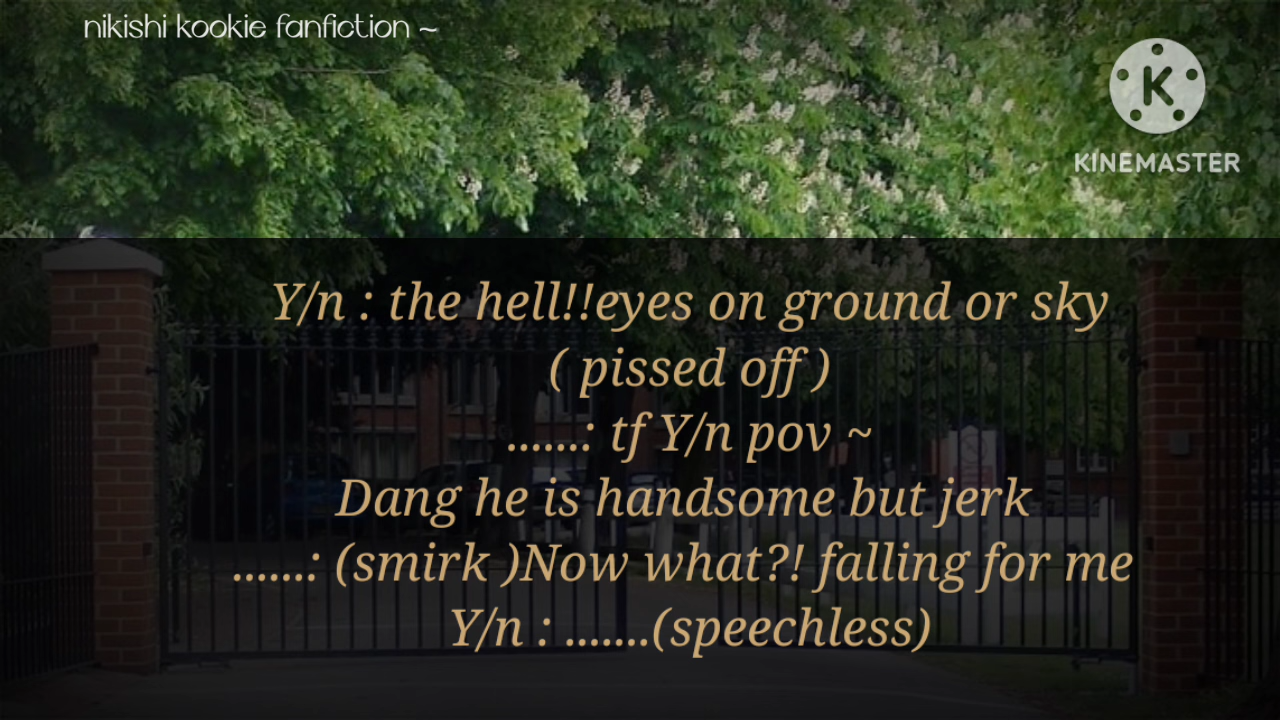 nikishi kookie fanfiction ~
K
KINEMASTER
Y/n : the hell!!eyes on ground or sky
( pissed off )
.......: tf Y/n pov ~
Dang he is handsome but jerk
.......: (smirk )Now what?! falling for me
Y/n : .......(speechless)